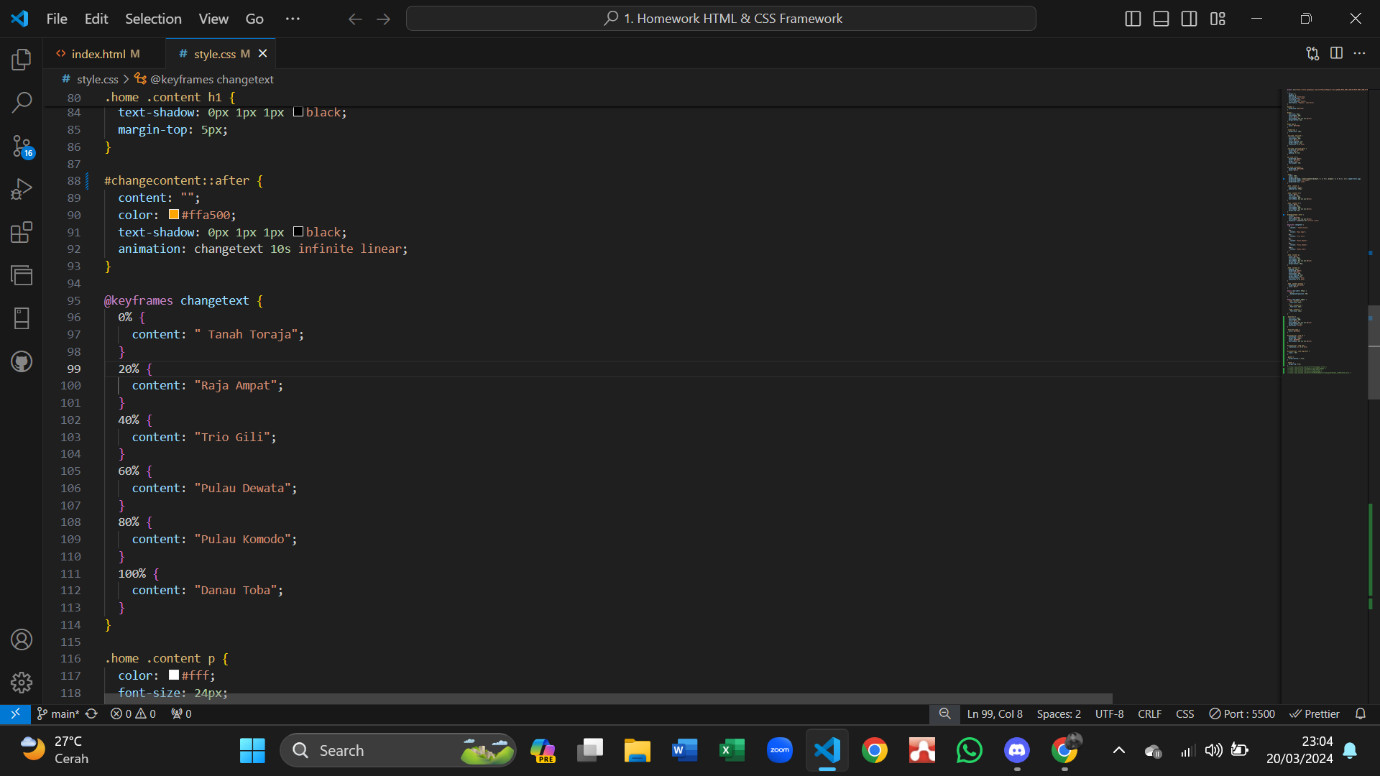 File Edit Selection View Go ...
1. Homework HTML & CSS Framework
<> index.html M
# style.css M
# style.css > @keyframes changetext
80 .home .content h1 {
84 text-shadow: 0px 1px 1px black;
85 margin-top: 5px;
86 }
87
88 #changecontent::after {
89 content: "";
90 color: #ffa500;
91 text-shadow: 0px 1px 1px black;
92 animation: changetext 10s infinite linear;
93 }
94
95 @keyframes changetext {
96 0% {
97 content: " Tanah Toraja";
98 }
99 20% {
100 content: "Raja Ampat";
101 }
102 40% {
103 content: "Trio Gili";
104 }
105 60% {
106 content: "Pulau Dewata";
107 }
108 80% {
109 content: "Pulau Komodo";
110 }
111 100% {
112 content: "Danau Toba";
113 }
114 }
115
116 .home .content p {
117 color: #fff;
118 font-size: 24px;
16
main* 0 0 0 Ln 99, Col 8 Spaces: 2 UTF-8 CRLF CSS Port : 5500 Prettier
27°C
Cerah
Search
PRE
zoom
23:04
20/03/2024